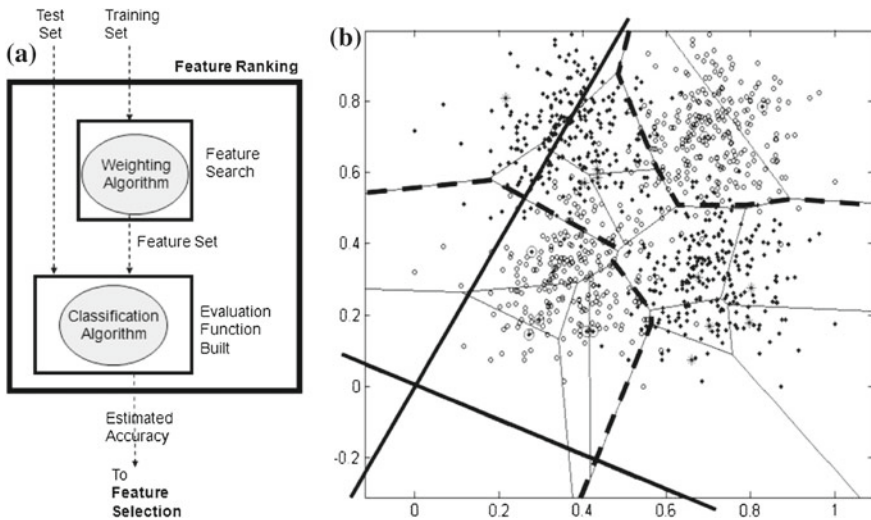 (a)
Test
Set
Training
Set
Feature Ranking
Weighting
Algorithm
Feature
Search
Feature Set
Classification
Algorithm
Evaluation
Function
Built
Estimated
Accuracy
To
Feature
Selection
(b)
0.8
0.6
0.4
0.2
0
-0.2
0
0.2
0.4
0.6
0.8
1